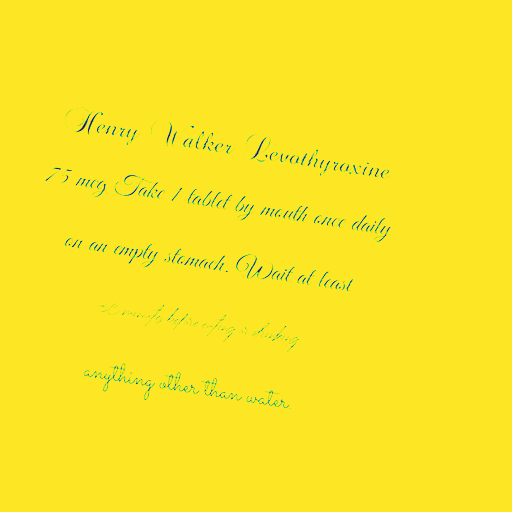 Henry Walker Levothyroxine
75 mcg Take 1 tablet by mouth once daily
on an empty stomach. Wait at least
minutes before eating or drinking
anything other than water.